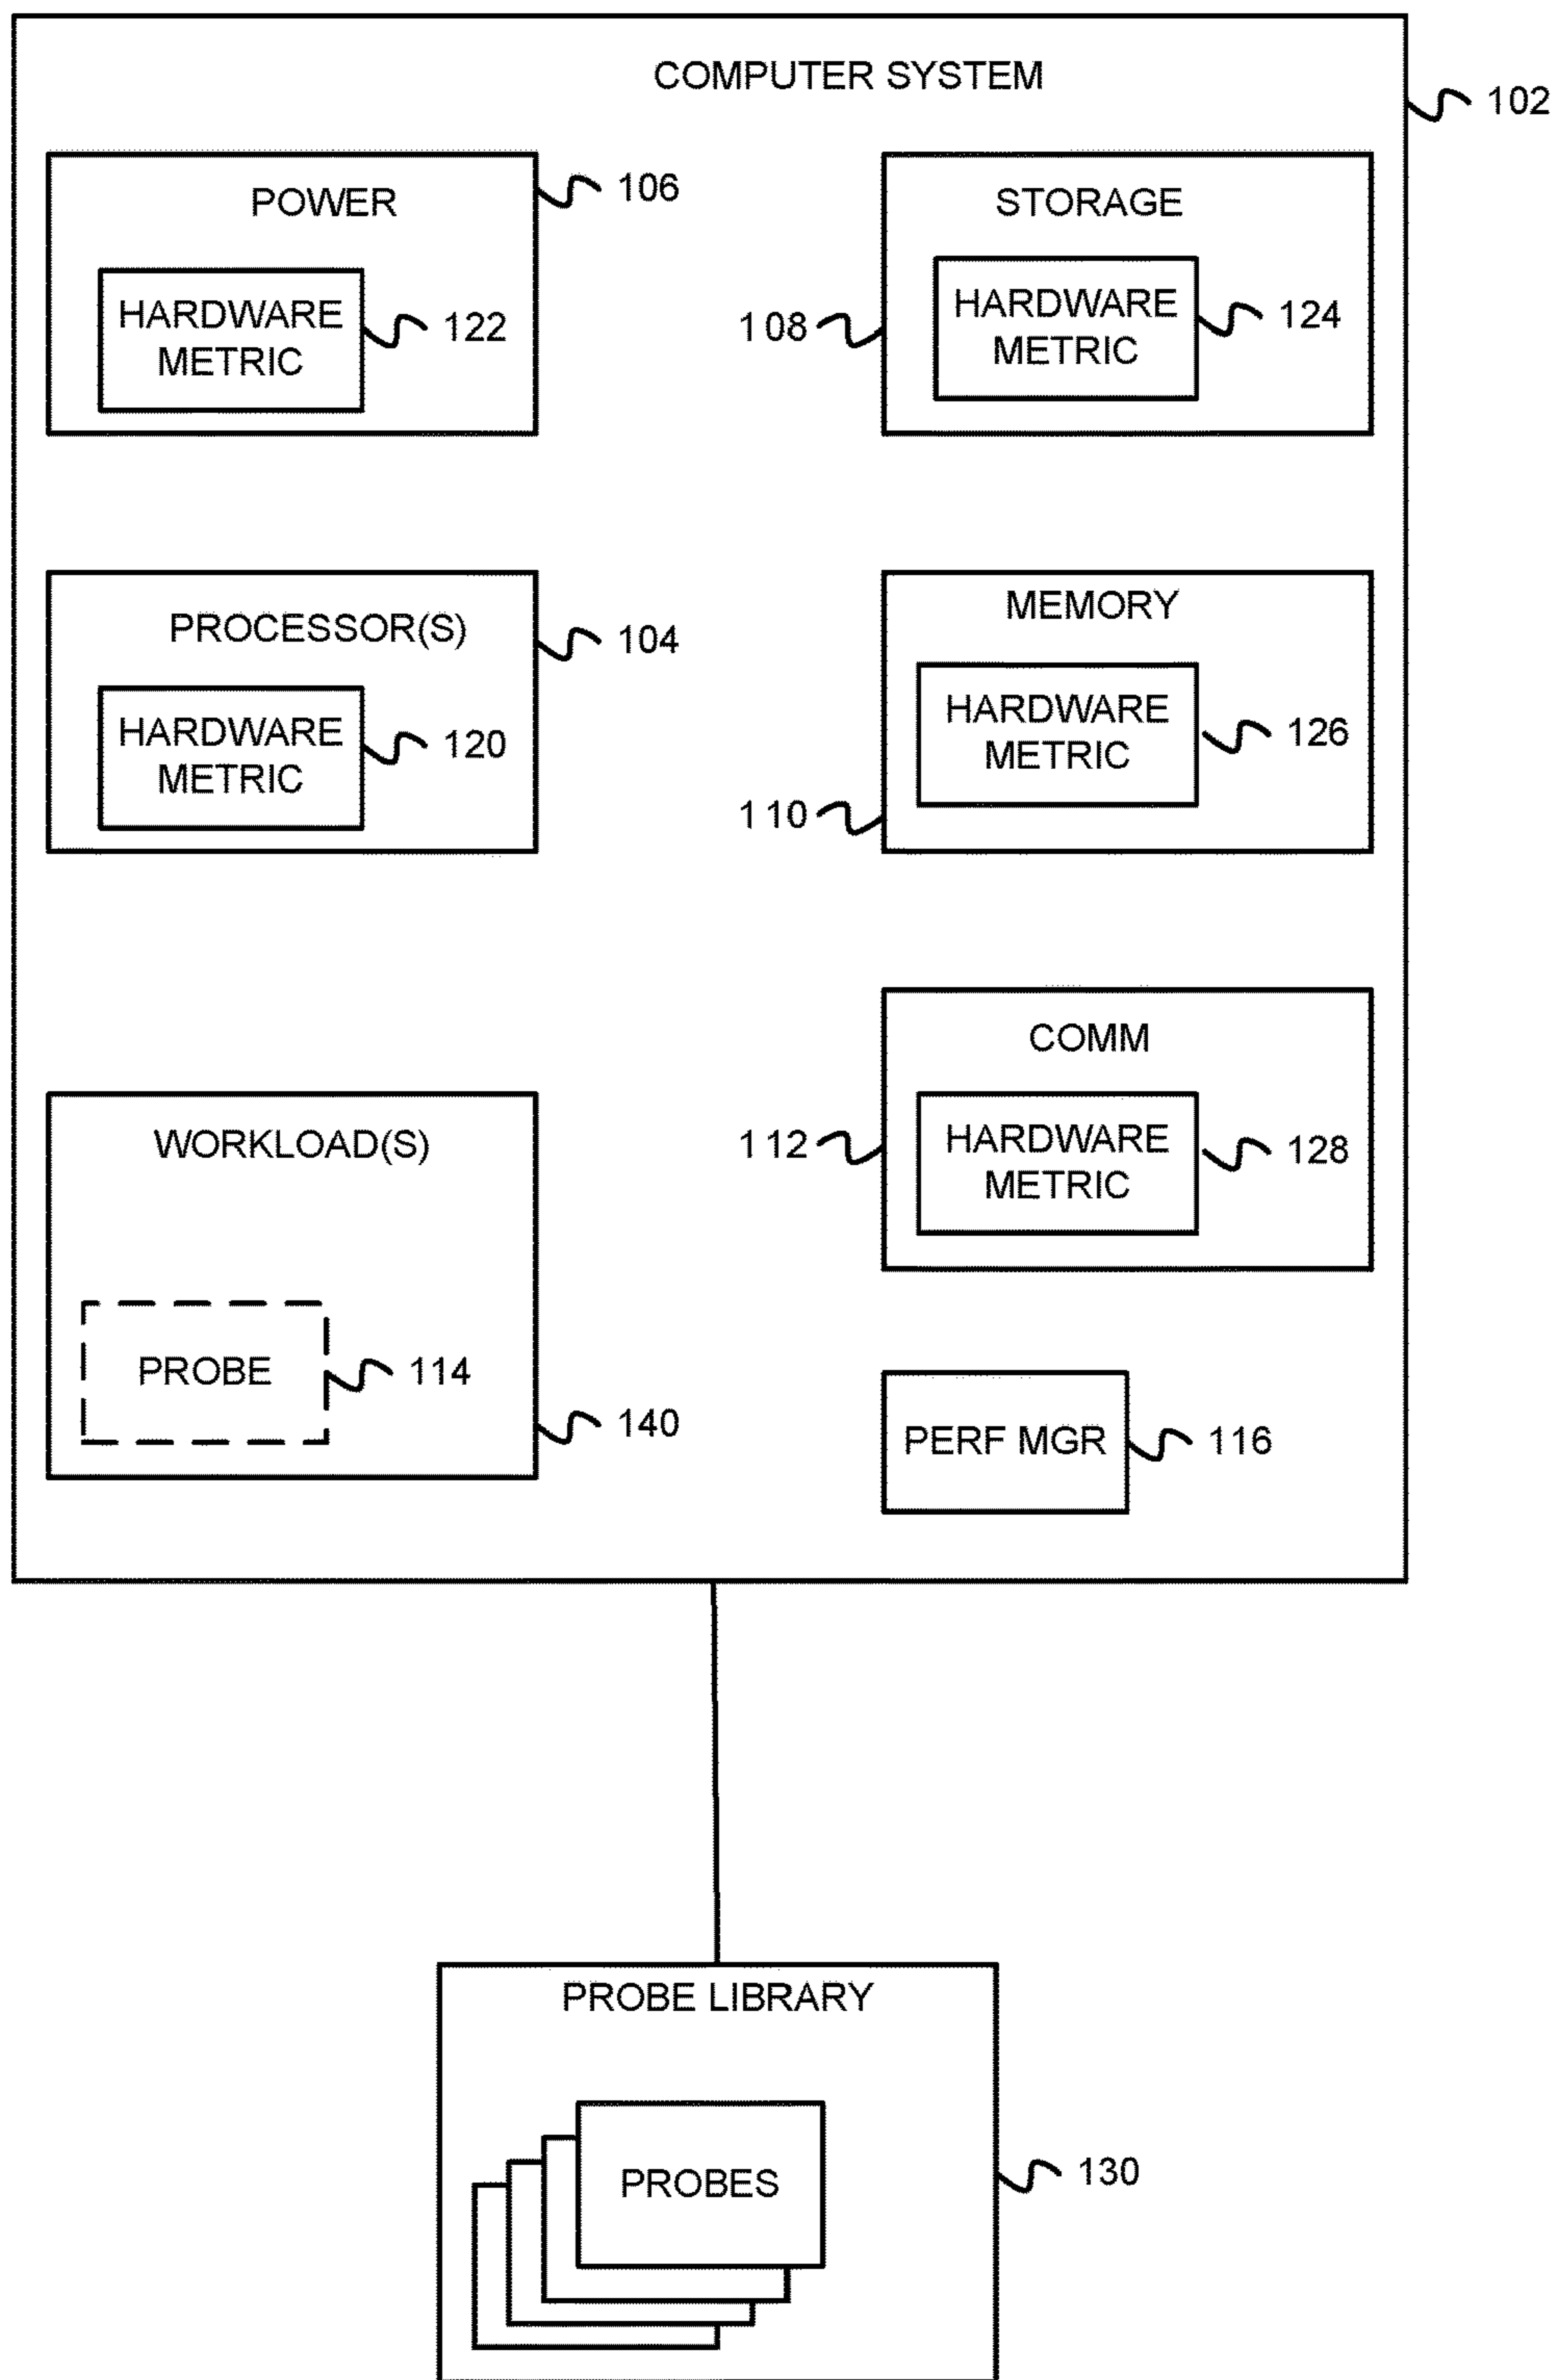 COMPUTER SYSTEM
102
POWER
106
HARDWARE
METRIC
122
STORAGE
108
HARDWARE
METRIC
124
PROCESSOR(S)
104
HARDWARE
METRIC
120
MEMORY
HARDWARE
METRIC
126
110
COMM
112
HARDWARE
METRIC
128
WORKLOAD(S)
PROBE
114
140
PERF MGR
116
PROBE LIBRARY
PROBES
130